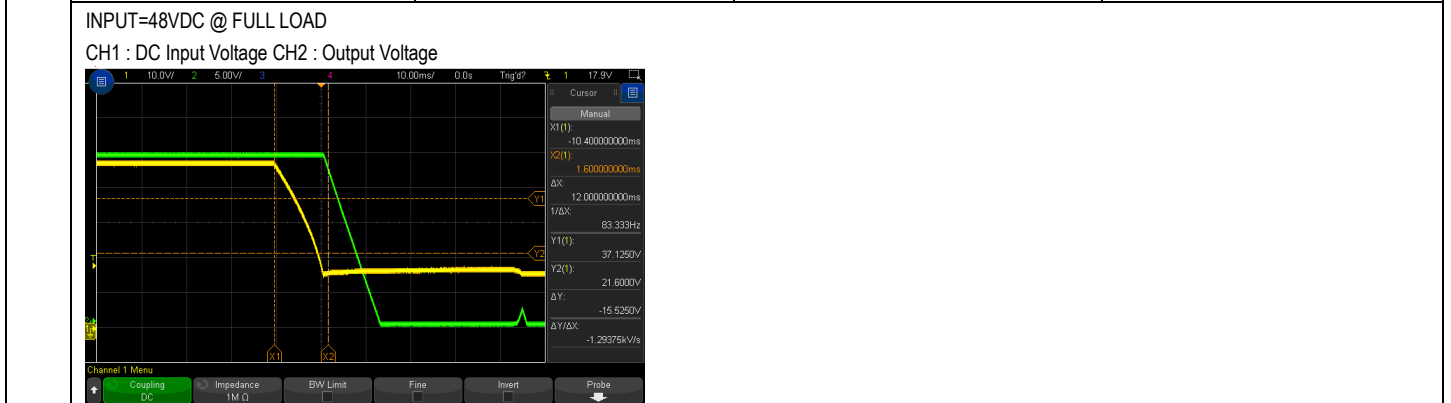 INPUT=48VDC @ FULL LOAD
CH1 : DC Input Voltage CH2 : Output Voltage
1 10.0V/ 2 5.00V/ 3 4 10.00ms/ 0.0s Trig'd? 1 17.9V
Cursor
Manual
X1(1):
-10.400000000ms
X2(1):
1.600000000ms
ΔX:
12.000000000ms
1/ΔX:
83.333Hz
Y1(1):
37.1250V
Y2(1):
21.6000V
ΔY:
-15.5250V
ΔY/ΔX:
-1.29375kV/s
Y1
Y2
T
X1 X2
Channel 1 Menu
Coupling Impedance BW Limit Fine Invert Probe
DC 1M Ω